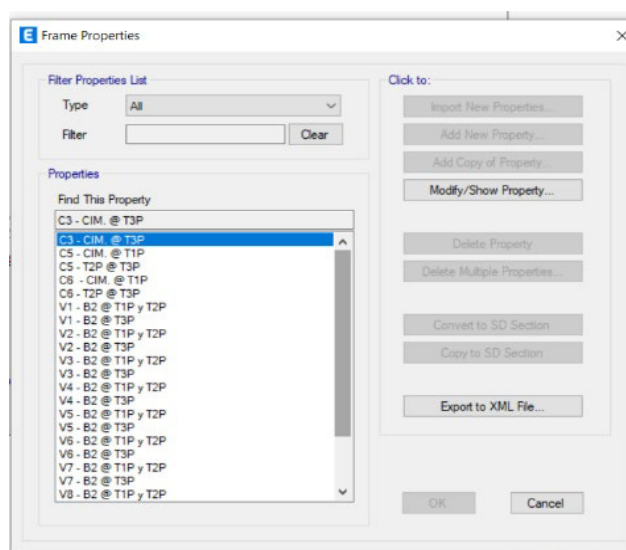 E Frame Properties
Filter Properties List
Type All
Filter Clear
Properties
Find This Property
C3 - CIM. @ T3P
C3 - CIM. @ T3P
C5 - CIM. @ T1P
C5 - T2P @ T3P
C6 - CIM. @ T1P
C6 - T2P @ T3P
V1 - B2 @ T1P y T2P
V1 - B2 @ T3P
V2 - B2 @ T1P y T2P
V2 - B2 @ T3P
V3 - B2 @ T1P y T2P
V3 - B2 @ T3P
V4 - B2 @ T1P y T2P
V4 - B2 @ T3P
V5 - B2 @ T1P y T2P
V5 - B2 @ T3P
V6 - B2 @ T1P y T2P
V6 - B2 @ T3P
V7 - B2 @ T1P y T2P
V7 - B2 @ T3P
V8 - B2 @ T1P y T2P
Click to:
Import New Properties...
Add New Property...
Add Copy of Property...
Modify/Show Property...
Delete Property
Delete Multiple Properties...
Convert to SD Section
Copy to SD Section
Export to XML File...
OK Cancel